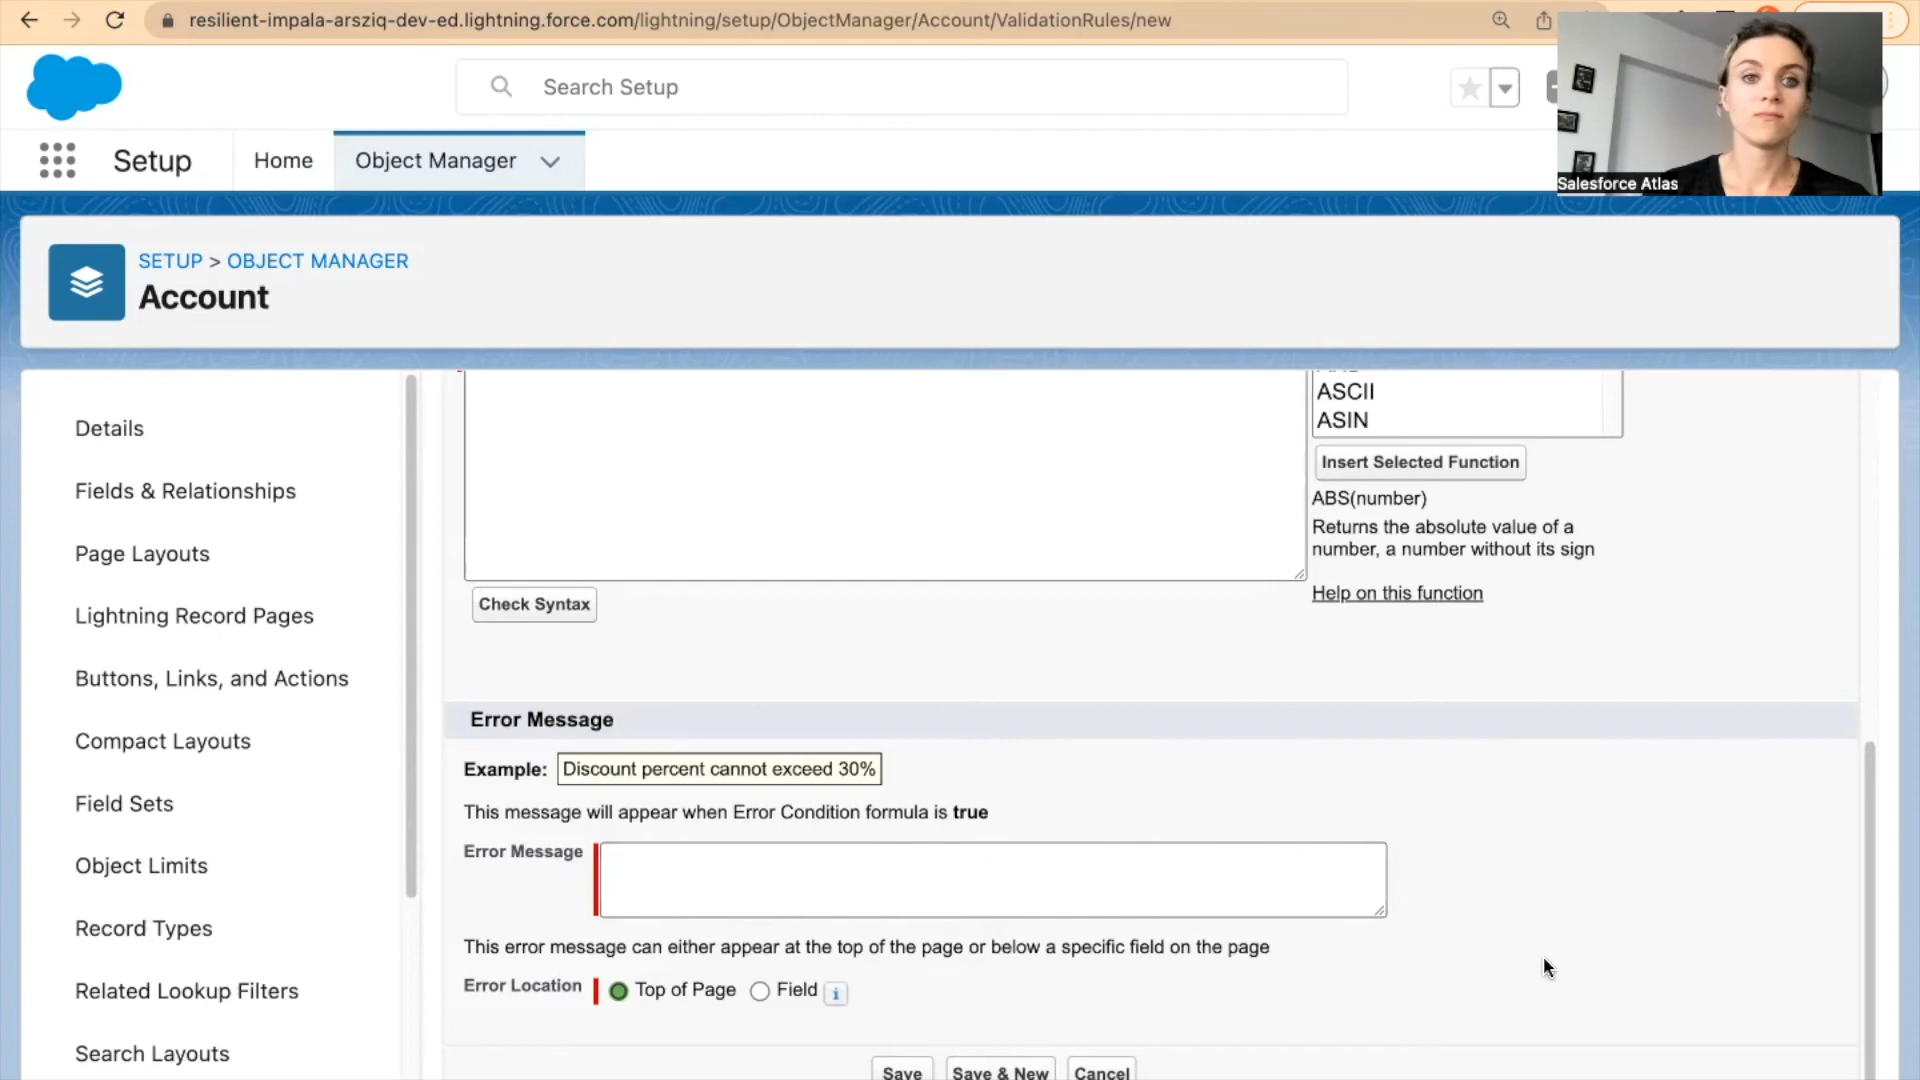 resilient-impala-arsziq-dev-ed.lightning.force.com/lightning/setup/ObjectManager/Account/ValidationRules/new
Search Setup
Salesforce Atlas
Setup
Home
Object Manager
SETUP > OBJECT MANAGER
Account
Details
Fields & Relationships
Page Layouts
Lightning Record Pages
Buttons, Links, and Actions
Compact Layouts
Field Sets
Object Limits
Record Types
Related Lookup Filters
Search Layouts
ASCII
ASIN
Insert Selected Function
ABS(number)
Returns the absolute value of a
number, a number without its sign
Help on this function
Check Syntax
Error Message
Example: Discount percent cannot exceed 30%
This message will appear when Error Condition formula is true
Error Message
This error message can either appear at the top of the page or below a specific field on the page
Error Location Top of Page Field i
Save Save & New Cancel